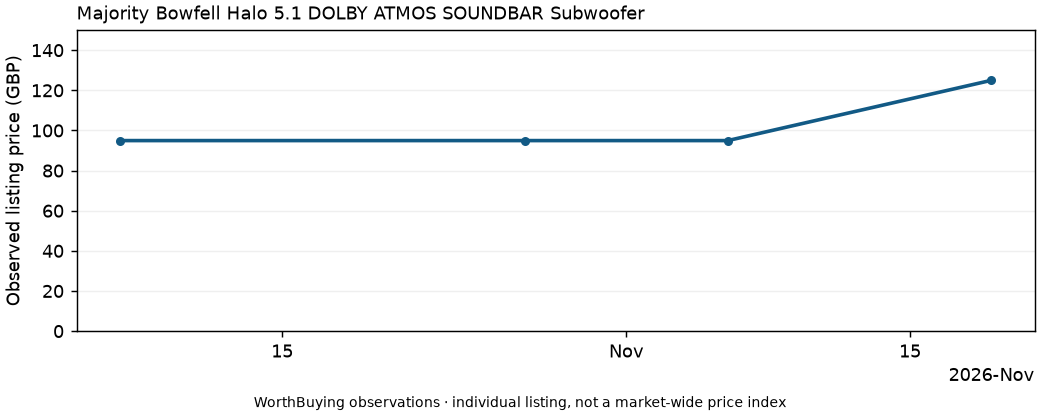 Majority Bowfell Halo 5.1 DOLBY ATMOS SOUNDBAR Subwoofer
Observed listing price (GBP)
140
120
100
80
60
40
20
0
15
Nov
15
2026-Nov
WorthBuying observations · individual listing, not a market-wide price index